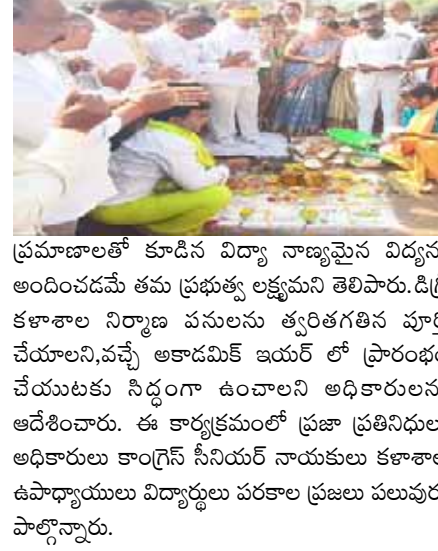 ప్రమాణాలతో కూడిన విద్యా నాణ్యమైన విద్యన
అందించడమే తమ ప్రభుత్వ లక్ష్యమని తెలిపారు.డిగ్రీ
కళాశాల నిర్మాణ పనులను త్వరితగతిన పూర్తి
చేయాలని,వచ్చే అకాడమిక్ ఇయర్ లో ప్రారంభం
చేయుటకు సిద్ధంగా ఉంచాలని అధికారులన
ఆదేశించారు. ఈ కార్యక్రమంలో ప్రజా ప్రతినిధుల
అధికారులు కాంగ్రెస్ సీనియర్ నాయకులు కళాశాల
ఉపాధ్యాయులు విద్యార్థులు పరకాల ప్రజలు పలువుర
పాల్గొన్నారు.